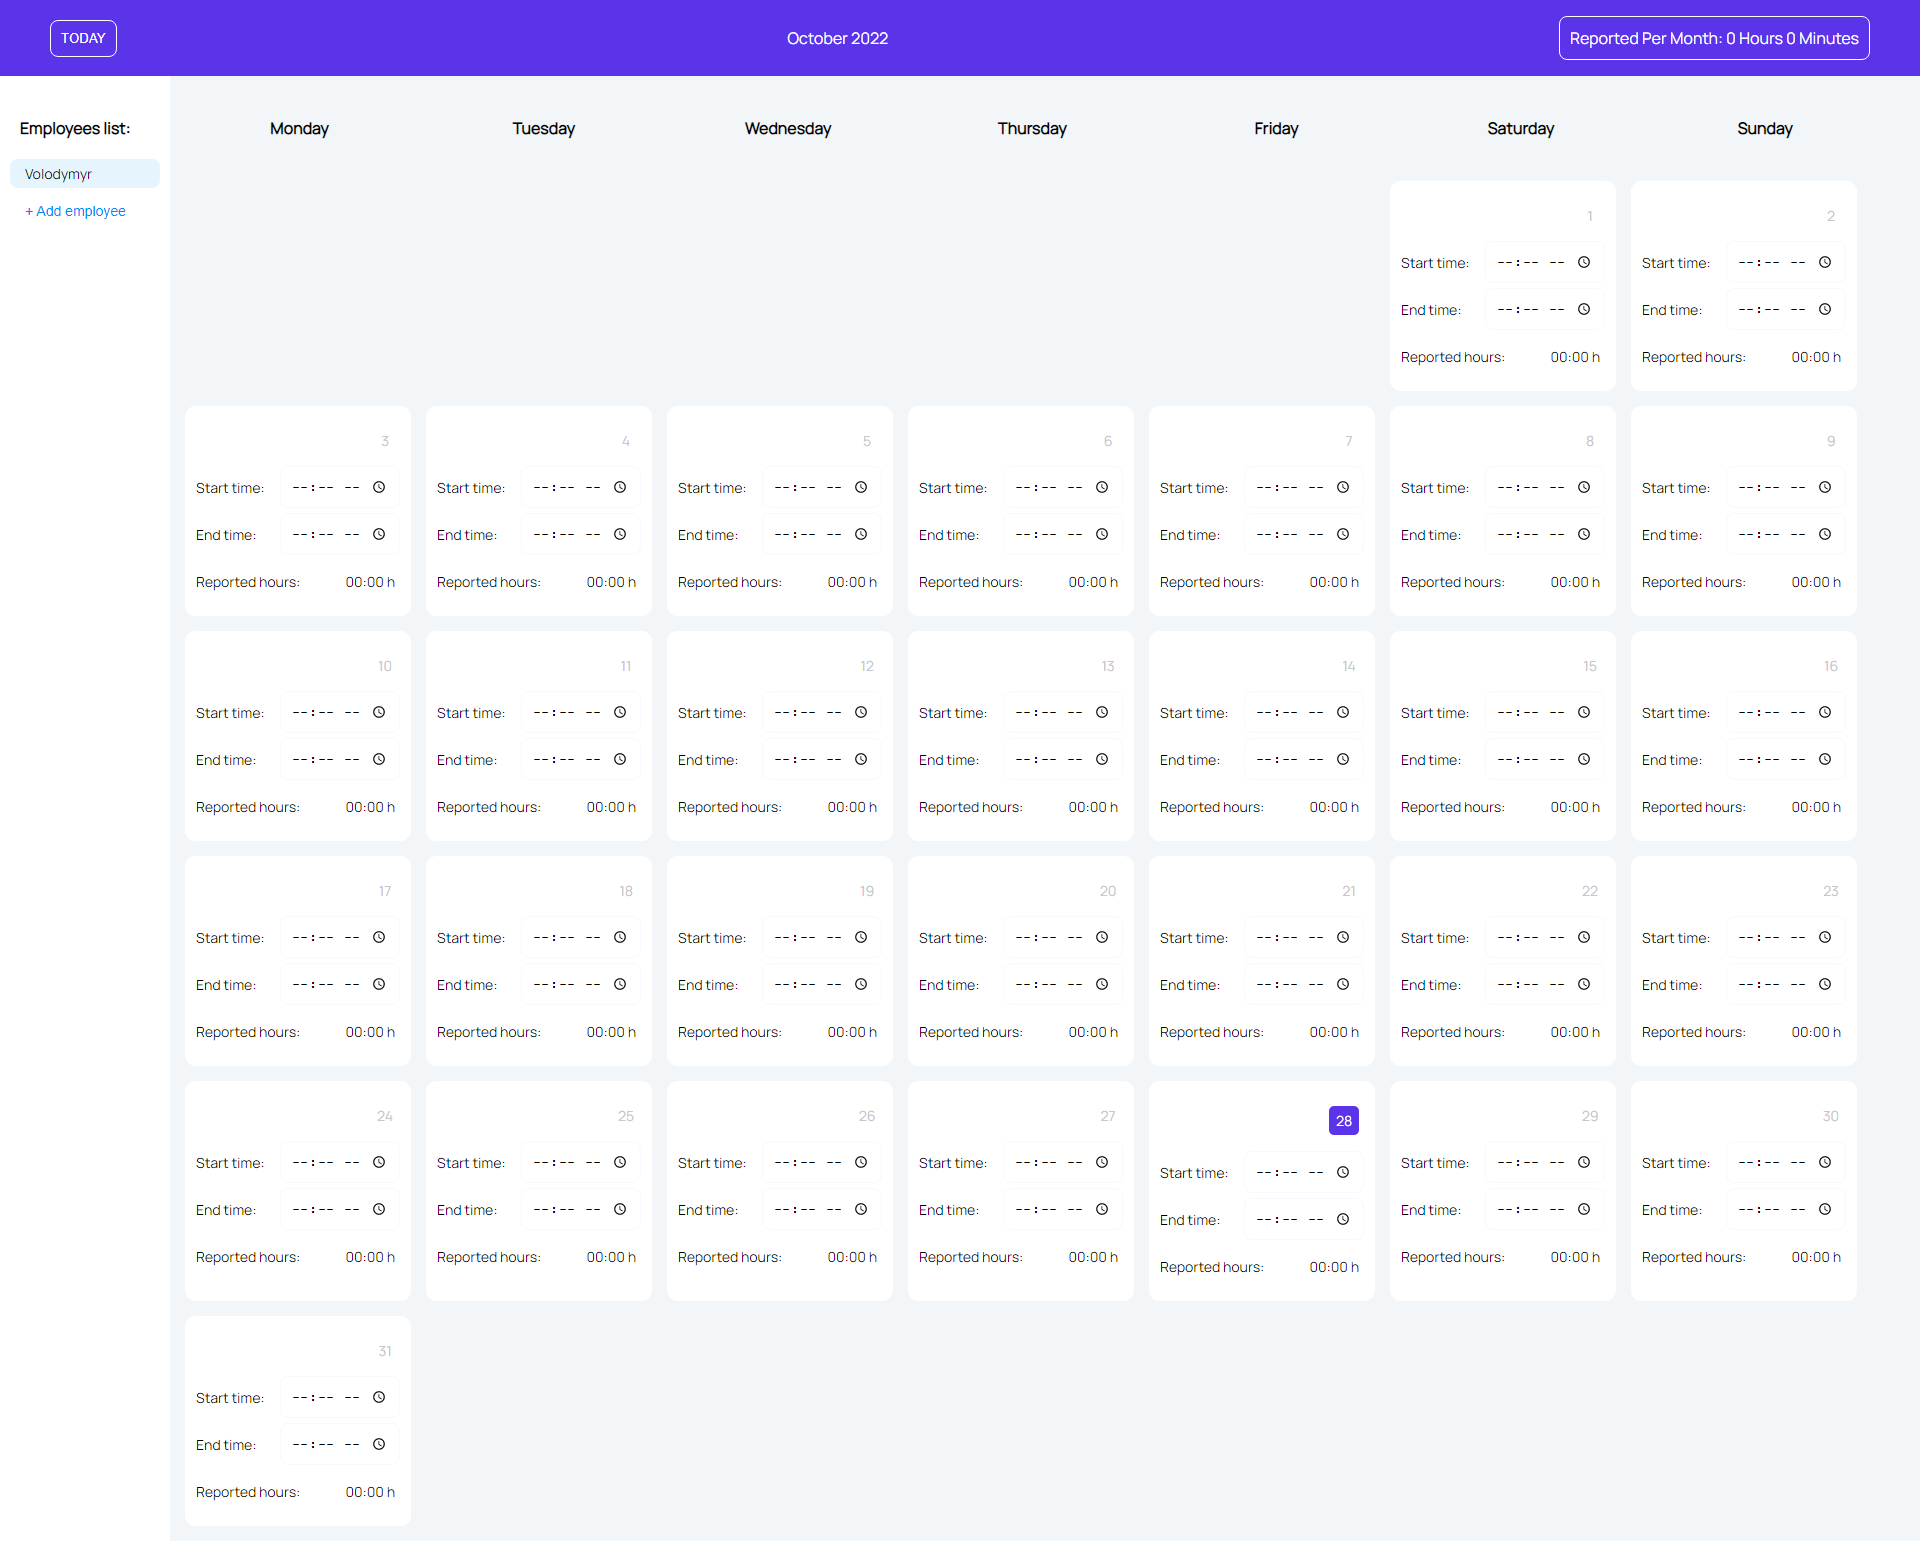 TODAY October 2022 Reported Per Month: 0 Hours 0 Minutes
Employees list:
Volodymyr
+ Add employee
Monday Tuesday Wednesday Thursday Friday Saturday Sunday
1 2
Start time: --:-- -- Start time: --:-- --
End time: --:-- -- End time: --:-- --
Reported hours: 00:00 h Reported hours: 00:00 h
3 4 5 6 7 8 9
Start time: --:-- -- Start time: --:-- -- Start time: --:-- -- Start time: --:-- -- Start time: --:-- -- Start time: --:-- -- Start time: --:-- --
End time: --:-- -- End time: --:-- -- End time: --:-- -- End time: --:-- -- End time: --:-- -- End time: --:-- -- End time: --:-- --
Reported hours: 00:00 h Reported hours: 00:00 h Reported hours: 00:00 h Reported hours: 00:00 h Reported hours: 00:00 h Reported hours: 00:00 h Reported hours: 00:00 h
10 11 12 13 14 15 16
Start time: --:-- -- Start time: --:-- -- Start time: --:-- -- Start time: --:-- -- Start time: --:-- -- Start time: --:-- -- Start time: --:-- --
End time: --:-- -- End time: --:-- -- End time: --:-- -- End time: --:-- -- End time: --:-- -- End time: --:-- -- End time: --:-- --
Reported hours: 00:00 h Reported hours: 00:00 h Reported hours: 00:00 h Reported hours: 00:00 h Reported hours: 00:00 h Reported hours: 00:00 h Reported hours: 00:00 h
17 18 19 20 21 22 23
Start time: --:-- -- Start time: --:-- -- Start time: --:-- -- Start time: --:-- -- Start time: --:-- -- Start time: --:-- -- Start time: --:-- --
End time: --:-- -- End time: --:-- -- End time: --:-- -- End time: --:-- -- End time: --:-- -- End time: --:-- -- End time: --:-- --
Reported hours: 00:00 h Reported hours: 00:00 h Reported hours: 00:00 h Reported hours: 00:00 h Reported hours: 00:00 h Reported hours: 00:00 h Reported hours: 00:00 h
24 25 26 27 28 29 30
Start time: --:-- -- Start time: --:-- -- Start time: --:-- -- Start time: --:-- -- Start time: --:-- -- Start time: --:-- -- Start time: --:-- --
End time: --:-- -- End time: --:-- -- End time: --:-- -- End time: --:-- -- End time: --:-- -- End time: --:-- -- End time: --:-- --
Reported hours: 00:00 h Reported hours: 00:00 h Reported hours: 00:00 h Reported hours: 00:00 h Reported hours: 00:00 h Reported hours: 00:00 h Reported hours: 00:00 h
31
Start time: --:-- --
End time: --:-- --
Reported hours: 00:00 h